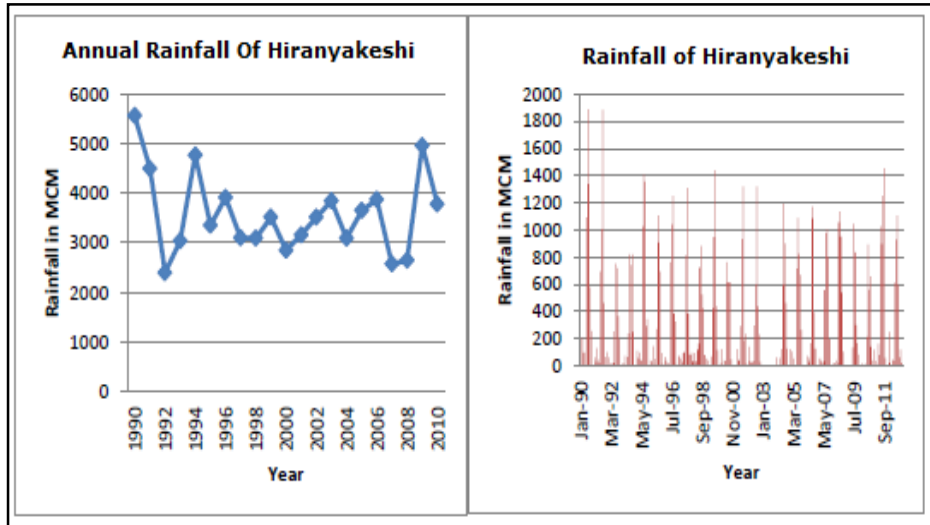 Annual Rainfall Of Hiranyakeshi
Rainfall in MCM
6000
5000
4000
3000
2000
1000
0
1990
1992
1994
1996
1998
2000
2002
2004
2006
2008
2010
Year
Rainfall of Hiranyakeshi
Rainfall in MCM
2000
1800
1600
1400
1200
1000
800
600
400
200
0
Jan-90
Mar-92
May-94
Jul-96
Sep-98
Nov-00
Jan-03
Mar-05
May-07
Jul-09
Sep-11
Year